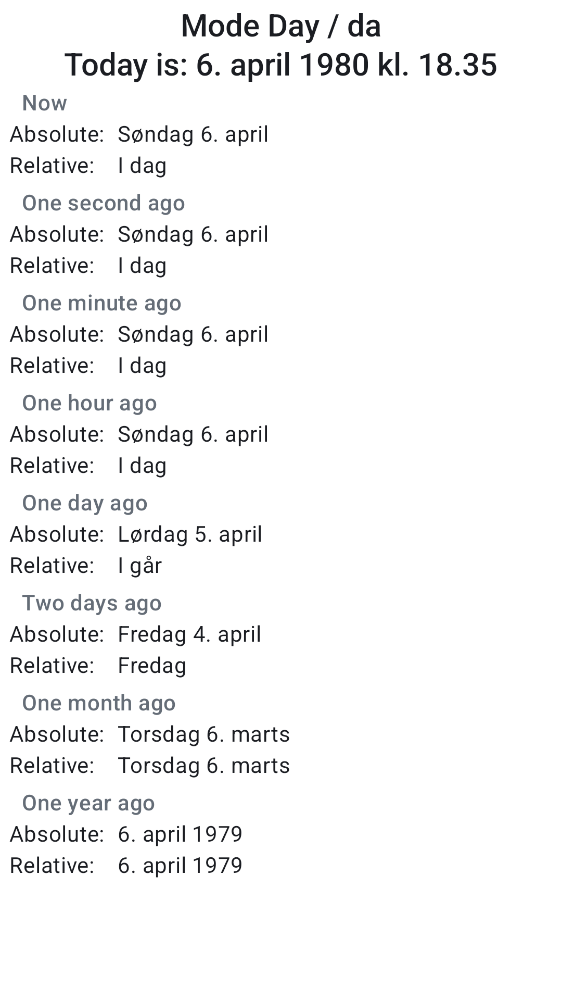 Mode Day / da
Today is: 6. april 1980 kl. 18.35
Now
Absolute: Søndag 6. april
Relative: I dag
One second ago
Absolute: Søndag 6. april
Relative: I dag
One minute ago
Absolute: Søndag 6. april
Relative: I dag
One hour ago
Absolute: Søndag 6. april
Relative: I dag
One day ago
Absolute: Lørdag 5. april
Relative: I går
Two days ago
Absolute: Fredag 4. april
Relative: Fredag
One month ago
Absolute: Torsdag 6. marts
Relative: Torsdag 6. marts
One year ago
Absolute: 6. april 1979
Relative: 6. april 1979